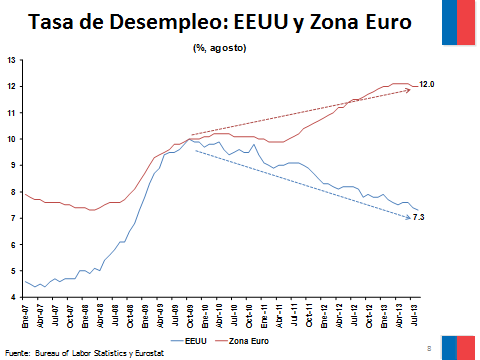 Tasa de Desempleo: EEUU y Zona Euro
(%, agosto)
13
12
11
10
9
8
7
6
5
4
12.0
7.3
Ene-07
Abr-07
Jul-07
Oct-07
Ene-08
Abr-08
Jul-08
Oct-08
Ene-09
Abr-09
Jul-09
Oct-09
Ene-10
Abr-10
Jul-10
Oct-10
Ene-11
Abr-11
Jul-11
Oct-11
Ene-12
Abr-12
Jul-12
Oct-12
Ene-13
Abr-13
Jul-13
EEUU
Zona Euro
Fuente: Bureau of Labor Statistics y Eurostat
8